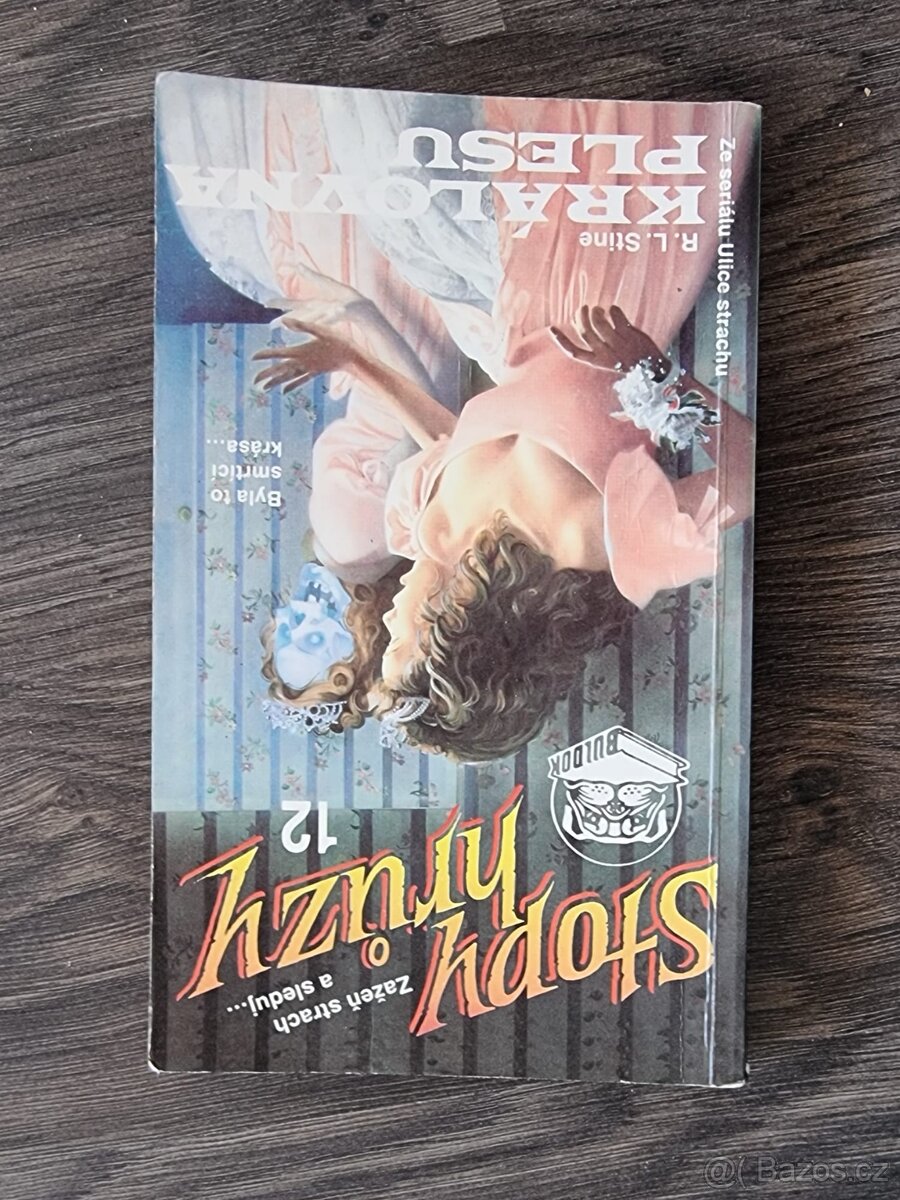 Zažeň strach
a sleduj...
Stopy
hrůzy
12
BULDOK
Byla to
smrtící
krása...
Ze seriálu Ulice strachu
R. L. Stine
KRÁLOVNA
PLESU
@( Bazos.cz